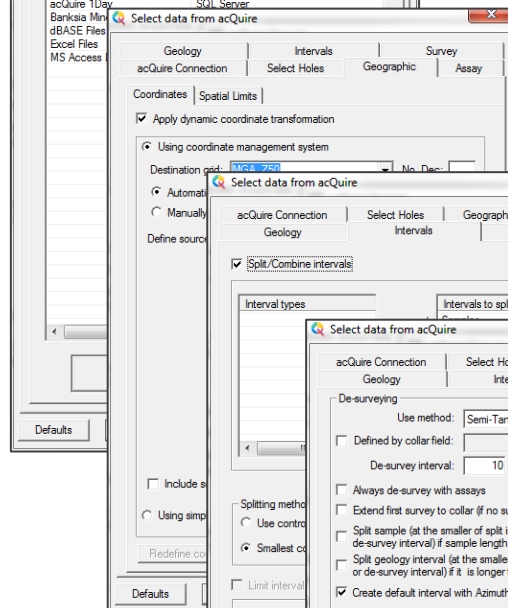 acQuire 1Day SQL Server
Banksia Min
dBASE Files
Excel Files
MS Access
Defaults
Select data from acQuire
Geology Intervals Survey
acQuire Connection Select Holes Geographic Assay
Coordinates Spatial Limits
Apply dynamic coordinate transformation
Using coordinate management system
Destination grid: MGA_Z50 No. Dec:
Automati
Manually
Define source
Include s
Using simp
Redefine co
Defaults
Select data from acQuire
acQuire Connection Select Holes Geograph
Geology Intervals
Split/Combine intervals
Interval types Intervals to spl
Samples
Splitting metho
Use contro
Smallest co
Limit interval
Select data from acQuire
acQuire Connection Select Ho
Geology Inte
De-surveying
Use method: Semi-Tan
Defined by collar field:
De-survey interval: 10
Always de-survey with assays
Extend first survey to collar (if no su
Split sample (at the smaller of split i
de-survey interval) if sample length
Split geology interval (at the smalle
or de-survey interval) if it is longer
Create default interval with Azimuth